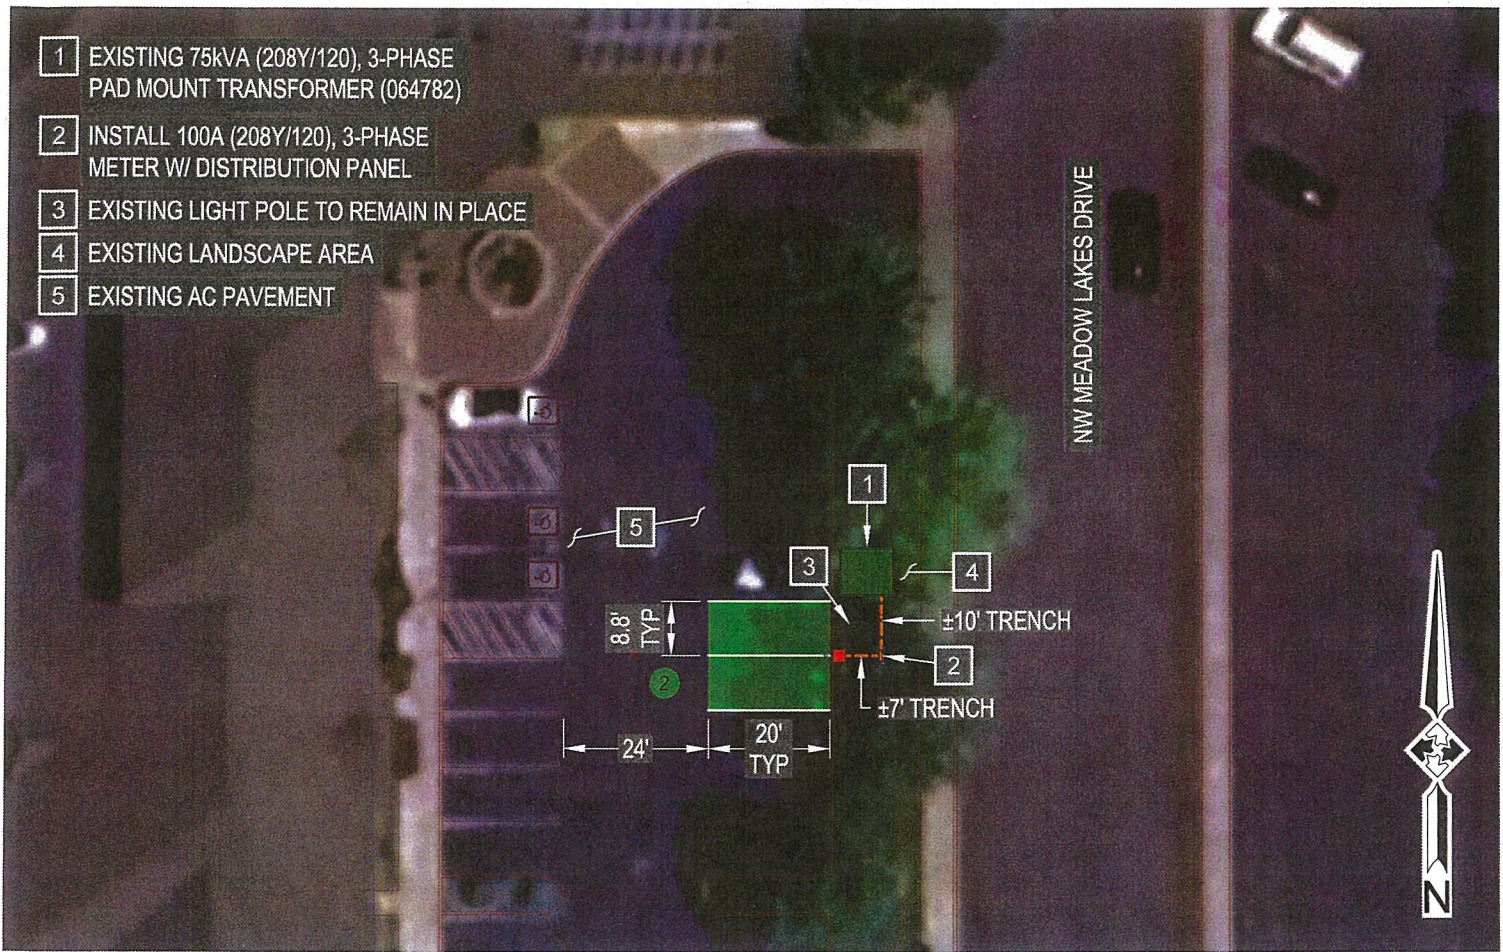 1 EXISTING 75kVA (208Y/120), 3-PHASE
PAD MOUNT TRANSFORMER (064782)
2 INSTALL 100A (208Y/120), 3-PHASE
METER W/ DISTRIBUTION PANEL
3 EXISTING LIGHT POLE TO REMAIN IN PLACE
4 EXISTING LANDSCAPE AREA
5 EXISTING AC PAVEMENT
NW MEADOW LAKES DRIVE
1
5
3
4
8.8'
TYP
±10' TRENCH
2
2
±7' TRENCH
24'
20'
TYP
N